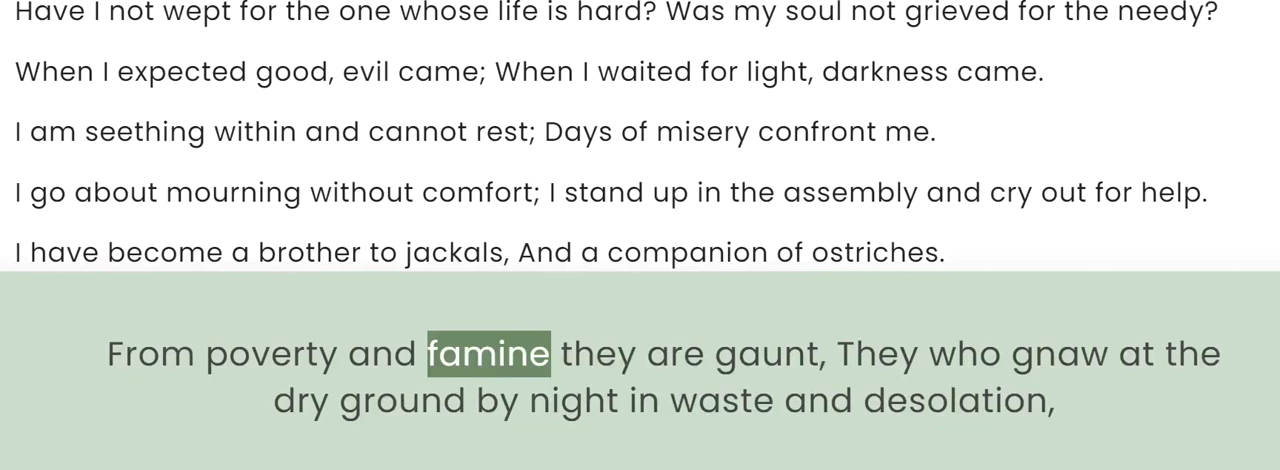 Have I not wept for the one whose life is hard? Was my soul not grieved for the needy?
When I expected good, evil came; When I waited for light, darkness came.
I am seething within and cannot rest; Days of misery confront me.
I go about mourning without comfort; I stand up in the assembly and cry out for help.
I have become a brother to jackals, And a companion of ostriches.
From poverty and famine they are gaunt, They who gnaw at the
dry ground by night in waste and desolation,